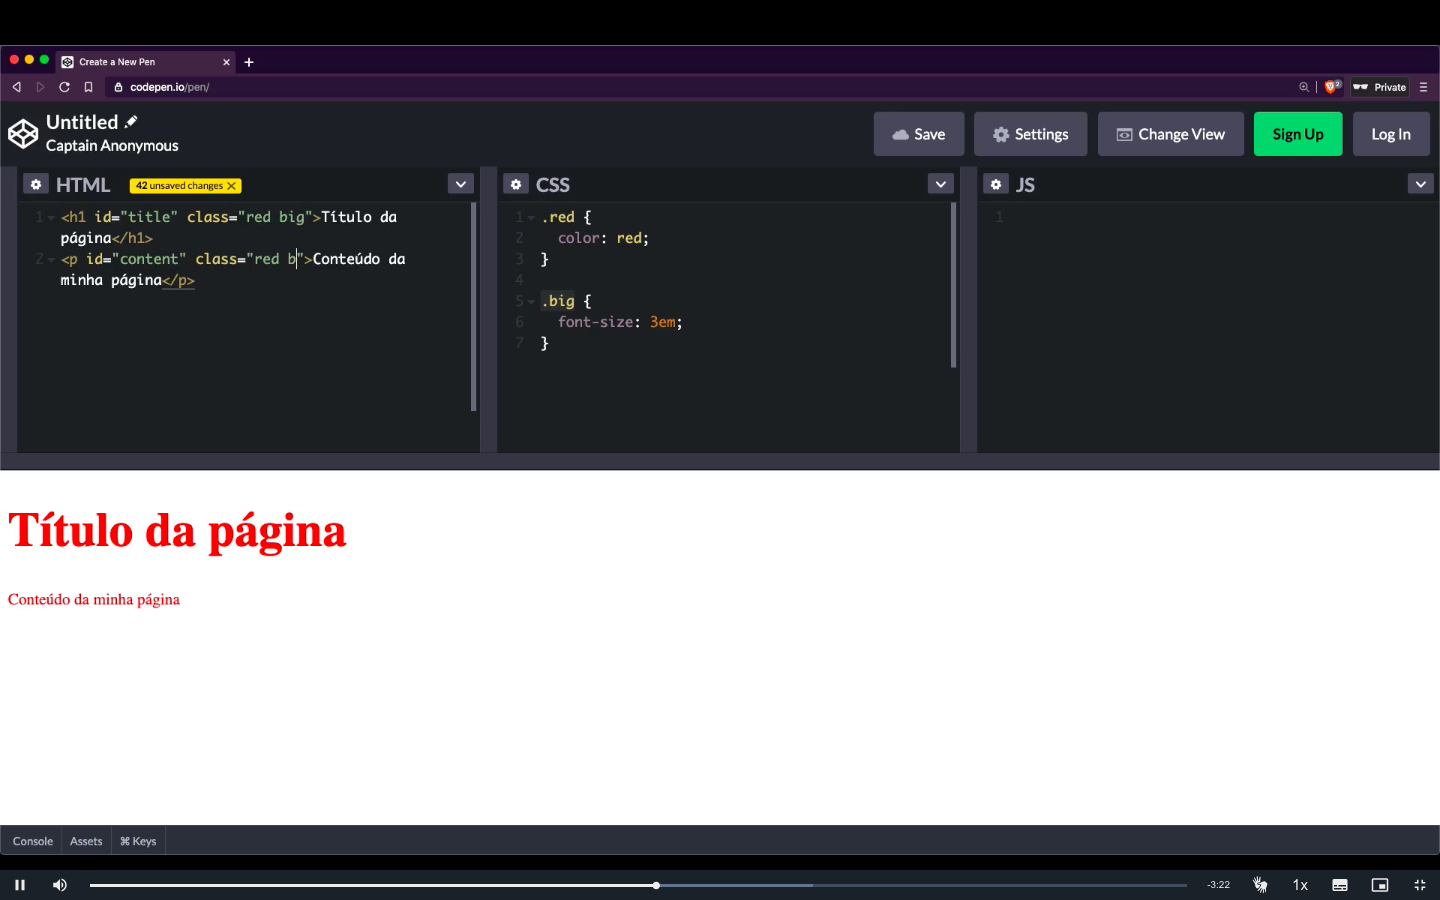 Create a New Pen
codepen.io/pen/
2
Private
Untitled
Captain Anonymous
Save
Settings
Change View
Sign Up
Log In
HTML
42 unsaved changes
CSS
JS
1 <h1 id="title" class="red big">Título da
página</h1>
2 <p id="content" class="red b">Conteúdo da
minha página</p>
1 .red {
2 color: red;
3 }
4
5 .big {
6 font-size: 3em;
7 }
1
Título da página
Conteúdo da minha página
Console
Assets
⌘ Keys
-3:22
1x